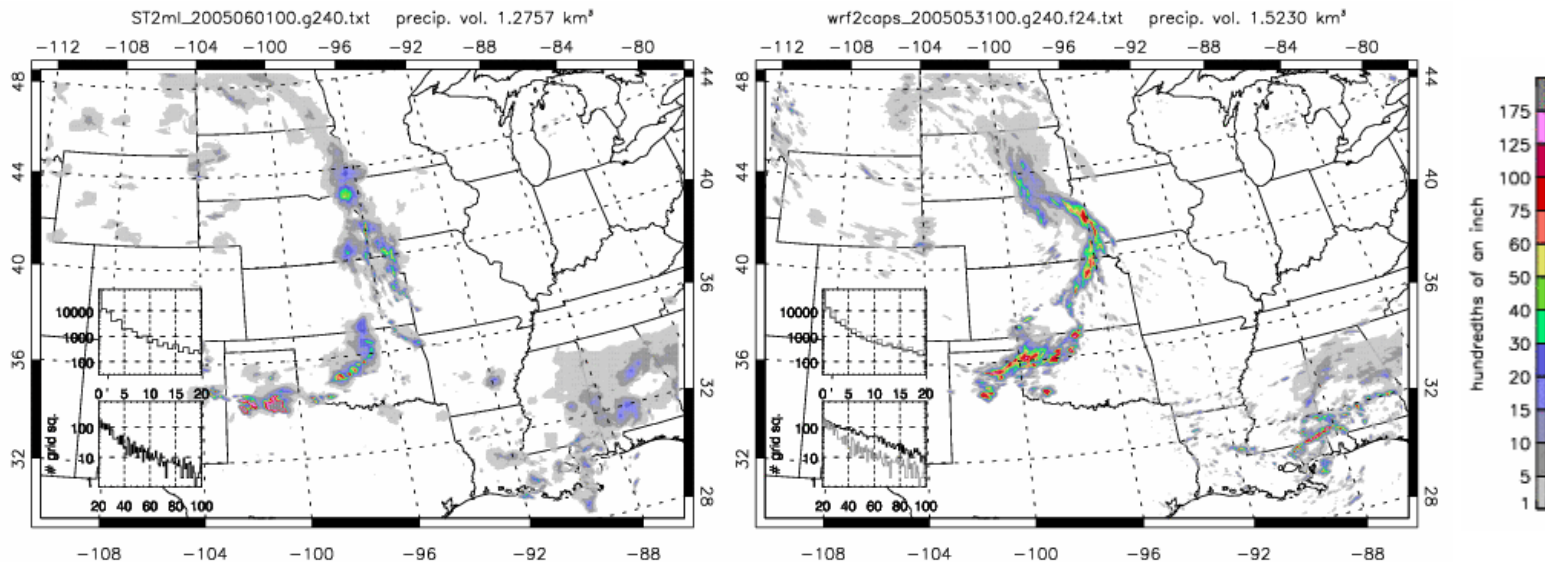 ST2ml_2005060100.g240.txt precip. vol. 1.2757 km³
-112 -108 -104 -100 -96 -92 -88 -84 -80
48 44 40 36 32
44 40 36 32 28
10000
1000
100
0 5 10 15 20
# grid sq.
100
10
20 40 60 80 100
-108 -104 -100 -96 -92 -88
wrf2caps_2005053100.g240.f24.txt precip. vol. 1.5230 km³
-112 -108 -104 -100 -96 -92 -88 -84 -80
48 44 40 36 32
44 40 36 32 28
10000
1000
100
0 5 10 15 20
# grid sq.
100
10
20 40 60 80 100
-108 -104 -100 -96 -92 -88
hundredths of an inch
175
125
100
75
60
50
40
30
20
15
10
5
1